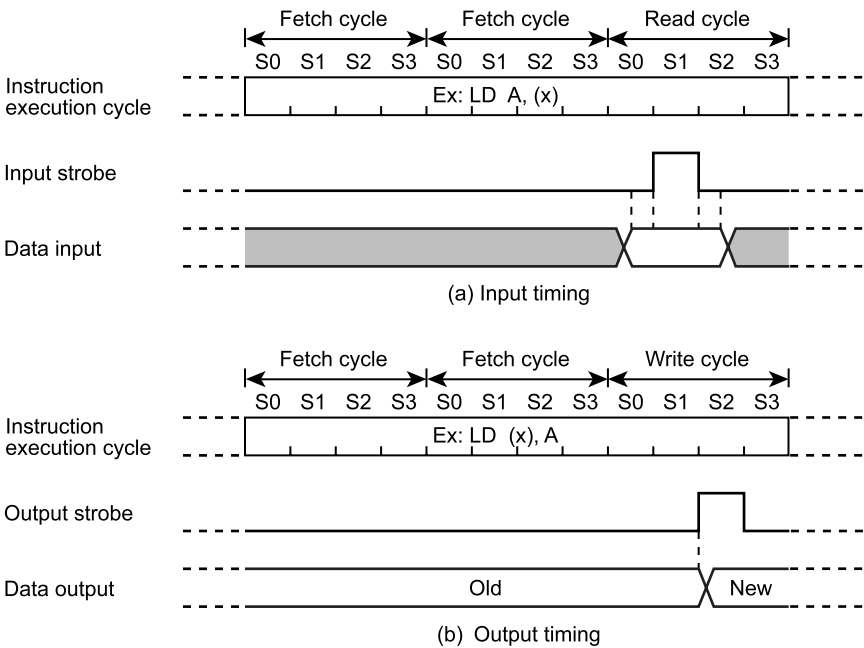 Fetch cycle Fetch cycle Read cycle
S0 S1 S2 S3 S0 S1 S2 S3 S0 S1 S2 S3
Instruction
execution cycle
Ex: LD A, (x)
Input strobe
Data input
(a) Input timing
Fetch cycle Fetch cycle Write cycle
S0 S1 S2 S3 S0 S1 S2 S3 S0 S1 S2 S3
Instruction
execution cycle
Ex: LD (x), A
Output strobe
Data output
Old New
(b) Output timing